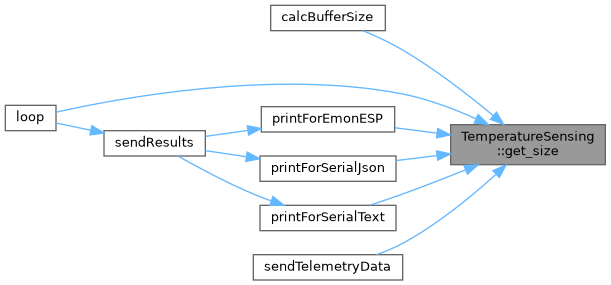 calcBufferSize
loop
printForEmonESP
TemperatureSensing
::get_size
sendResults
printForSerialJson
printForSerialText
sendTelemetryData